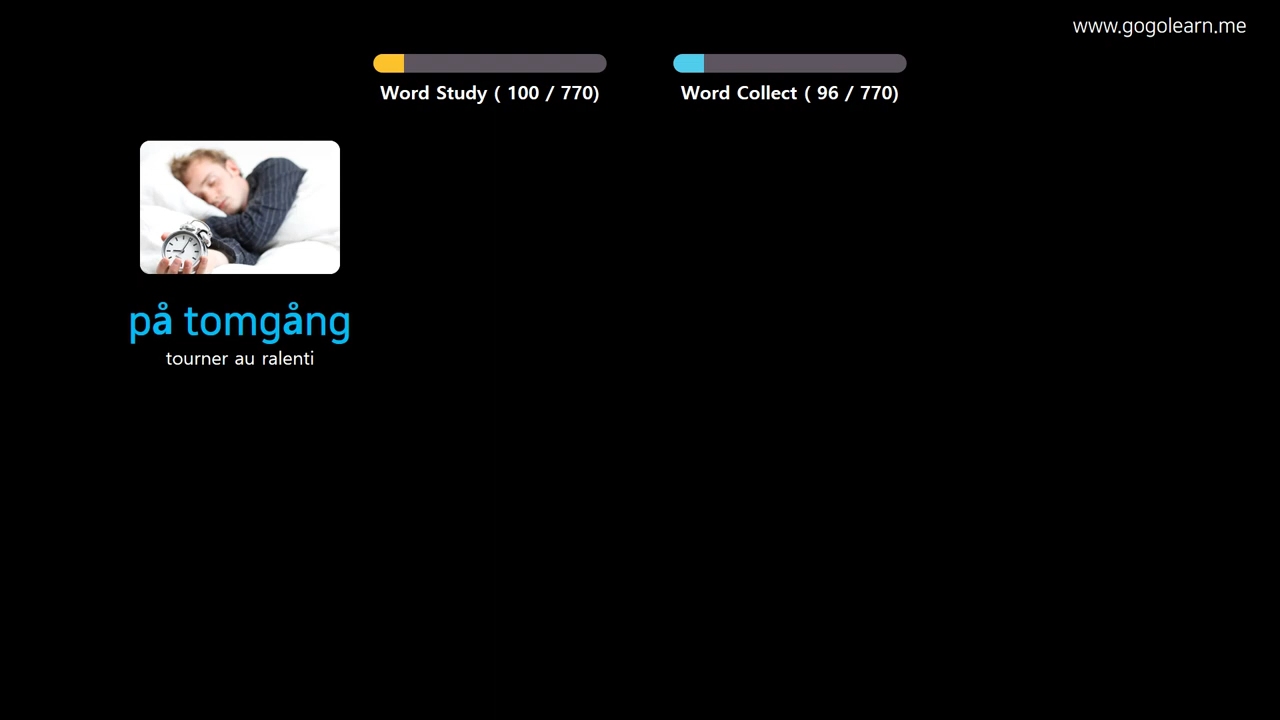 www.gogolearn.me
Word Study ( 100 / 770)
Word Collect ( 96 / 770)
på tomgång
tourner au ralenti